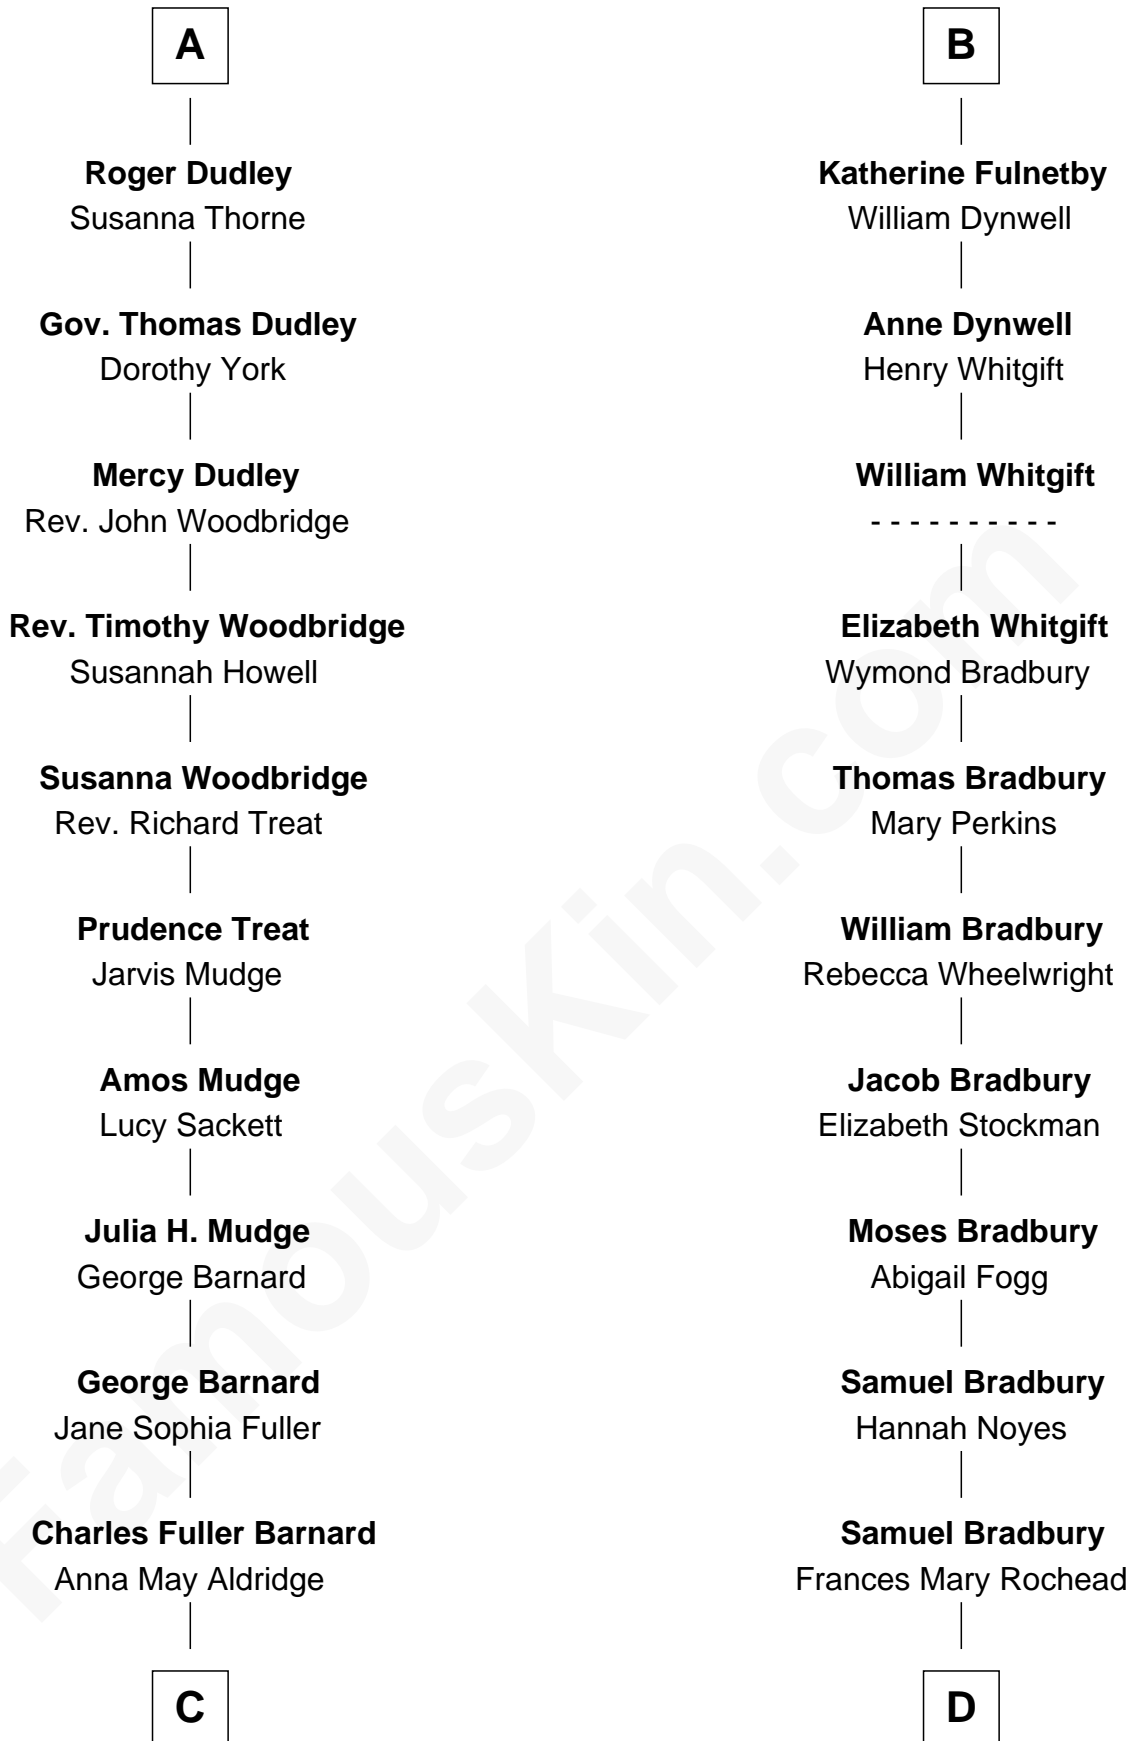 A
Roger Dudley
Susanna Thorne
Gov. Thomas Dudley
Dorothy York
Mercy Dudley
Rev. John Woodbridge
Rev. Timothy Woodbridge
Susannah Howell
Susanna Woodbridge
Rev. Richard Treat
Prudence Treat
Jarvis Mudge
Amos Mudge
Lucy Sackett
Julia H. Mudge
George Barnard
George Barnard
Jane Sophia Fuller
Charles Fuller Barnard
Anna May Aldridge
C
B
Katherine Fulnetby
William Dynwell
Anne Dynwell
Henry Whitgift
William Whitgift
- - - - - - - - - -
Elizabeth Whitgift
Wymond Bradbury
Thomas Bradbury
Mary Perkins
William Bradbury
Rebecca Wheelwright
Jacob Bradbury
Elizabeth Stockman
Moses Bradbury
Abigail Fogg
Samuel Bradbury
Hannah Noyes
Samuel Bradbury
Frances Mary Rochead
D
FamousKin.com